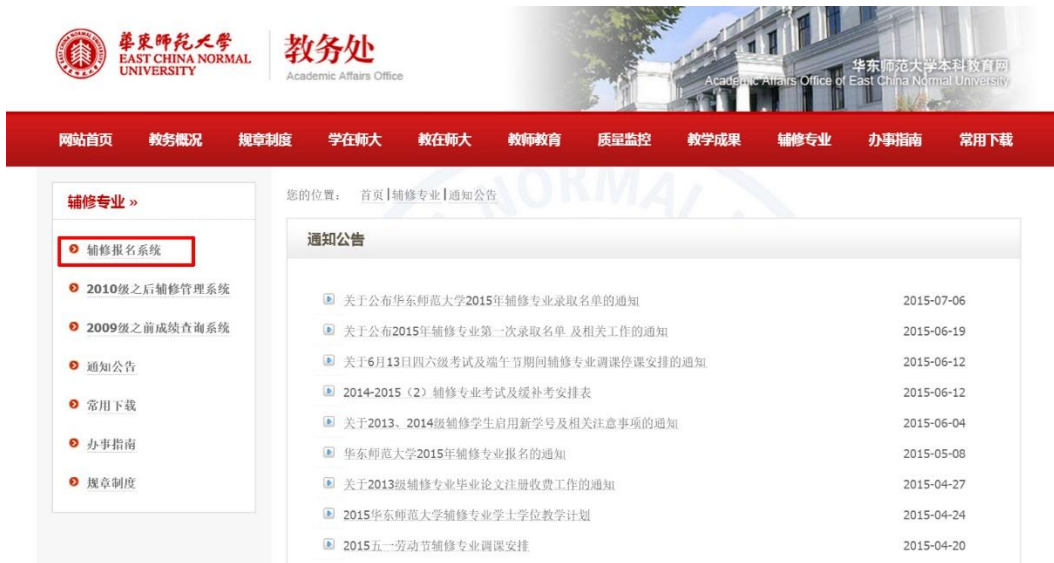 華東師范大學
EAST CHINA NORMAL
UNIVERSITY
教务处
Academic Affairs Office
华东师范大学本科教育网
Academic Affairs Office of East China Normal University
网站首页 教务概况 规章制度 学在师大 教在师大 教师教育 质量监控 教学成果 辅修专业 办事指南 常用下载
辅修专业 »
辅修报名系统
2010级之后辅修管理系统
2009级之前成绩查询系统
通知公告
常用下载
办事指南
规章制度
您的位置： 首页|辅修专业|通知公告
通知公告
关于公布华东师范大学2015年辅修专业录取名单的通知 2015-07-06
关于公布2015年辅修专业第一次录取名单 及相关工作的通知 2015-06-19
关于6月13日四六级考试及端午节期间辅修专业调课停课安排的通知 2015-06-12
2014-2015（2）辅修专业考试及缓补考安排表 2015-06-12
关于2013、2014级辅修学生启用新学号及相关注意事项的通知 2015-06-04
华东师范大学2015年辅修专业报名的通知 2015-05-08
关于2013级辅修专业毕业论文注册收费工作的通知 2015-04-27
2015华东师范大学辅修专业学士学位教学计划 2015-04-24
2015五一劳动节辅修专业调课安排 2015-04-20